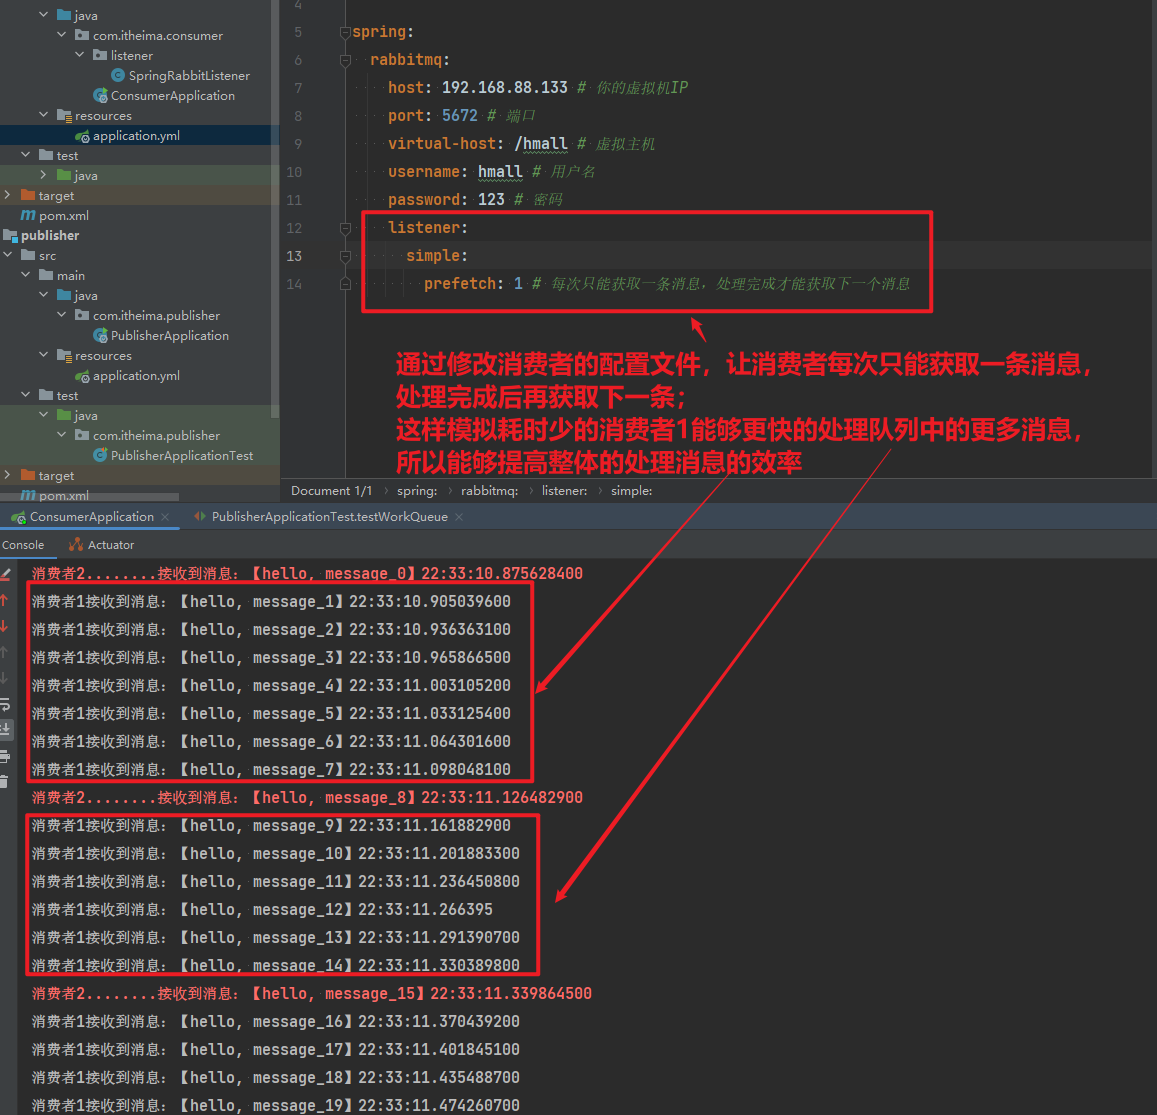 java
com.itheima.consumer
listener
SpringRabbitListener
ConsumerApplication
resources
application.yml
test
java
target
pom.xml
publisher
src
main
java
com.itheima.publisher
PublisherApplication
resources
application.yml
test
java
com.itheima.publisher
PublisherApplicationTest
target
pom.xml
4
5 spring:
6 rabbitmq:
7 host: 192.168.88.133 # 你的虚拟机IP
8 port: 5672 # 端口
9 virtual-host: /hmall # 虚拟主机
10 username: hmall # 用户名
11 password: 123 # 密码
12 listener:
13 simple:
14 prefetch: 1 # 每次只能获取一条消息，处理完成才能获取下一个消息
通过修改消费者的配置文件，让消费者每次只能获取一条消息，
处理完成后再获取下一条；
这样模拟耗时少的消费者1能够更快的处理队列中的更多消息，
所以能够提高整体的处理消息的效率
Document 1/1 › spring: › rabbitmq: › listener: › simple:
ConsumerApplication × PublisherApplicationTest.testWorkQueue ×
Console Actuator
消费者2........接收到消息：【hello, message_0】22:33:10.875628400
消费者1接收到消息：【hello, message_1】22:33:10.905039600
消费者1接收到消息：【hello, message_2】22:33:10.936363100
消费者1接收到消息：【hello, message_3】22:33:10.965866500
消费者1接收到消息：【hello, message_4】22:33:11.003105200
消费者1接收到消息：【hello, message_5】22:33:11.033125400
消费者1接收到消息：【hello, message_6】22:33:11.064301600
消费者1接收到消息：【hello, message_7】22:33:11.098048100
消费者2........接收到消息：【hello, message_8】22:33:11.126482900
消费者1接收到消息：【hello, message_9】22:33:11.161882900
消费者1接收到消息：【hello, message_10】22:33:11.201883300
消费者1接收到消息：【hello, message_11】22:33:11.236450800
消费者1接收到消息：【hello, message_12】22:33:11.266395
消费者1接收到消息：【hello, message_13】22:33:11.291390700
消费者1接收到消息：【hello, message_14】22:33:11.330389800
消费者2........接收到消息：【hello, message_15】22:33:11.339864500
消费者1接收到消息：【hello, message_16】22:33:11.370439200
消费者1接收到消息：【hello, message_17】22:33:11.401845100
消费者1接收到消息：【hello, message_18】22:33:11.435488700
消费者1接收到消息：【hello, message_19】22:33:11.474260700